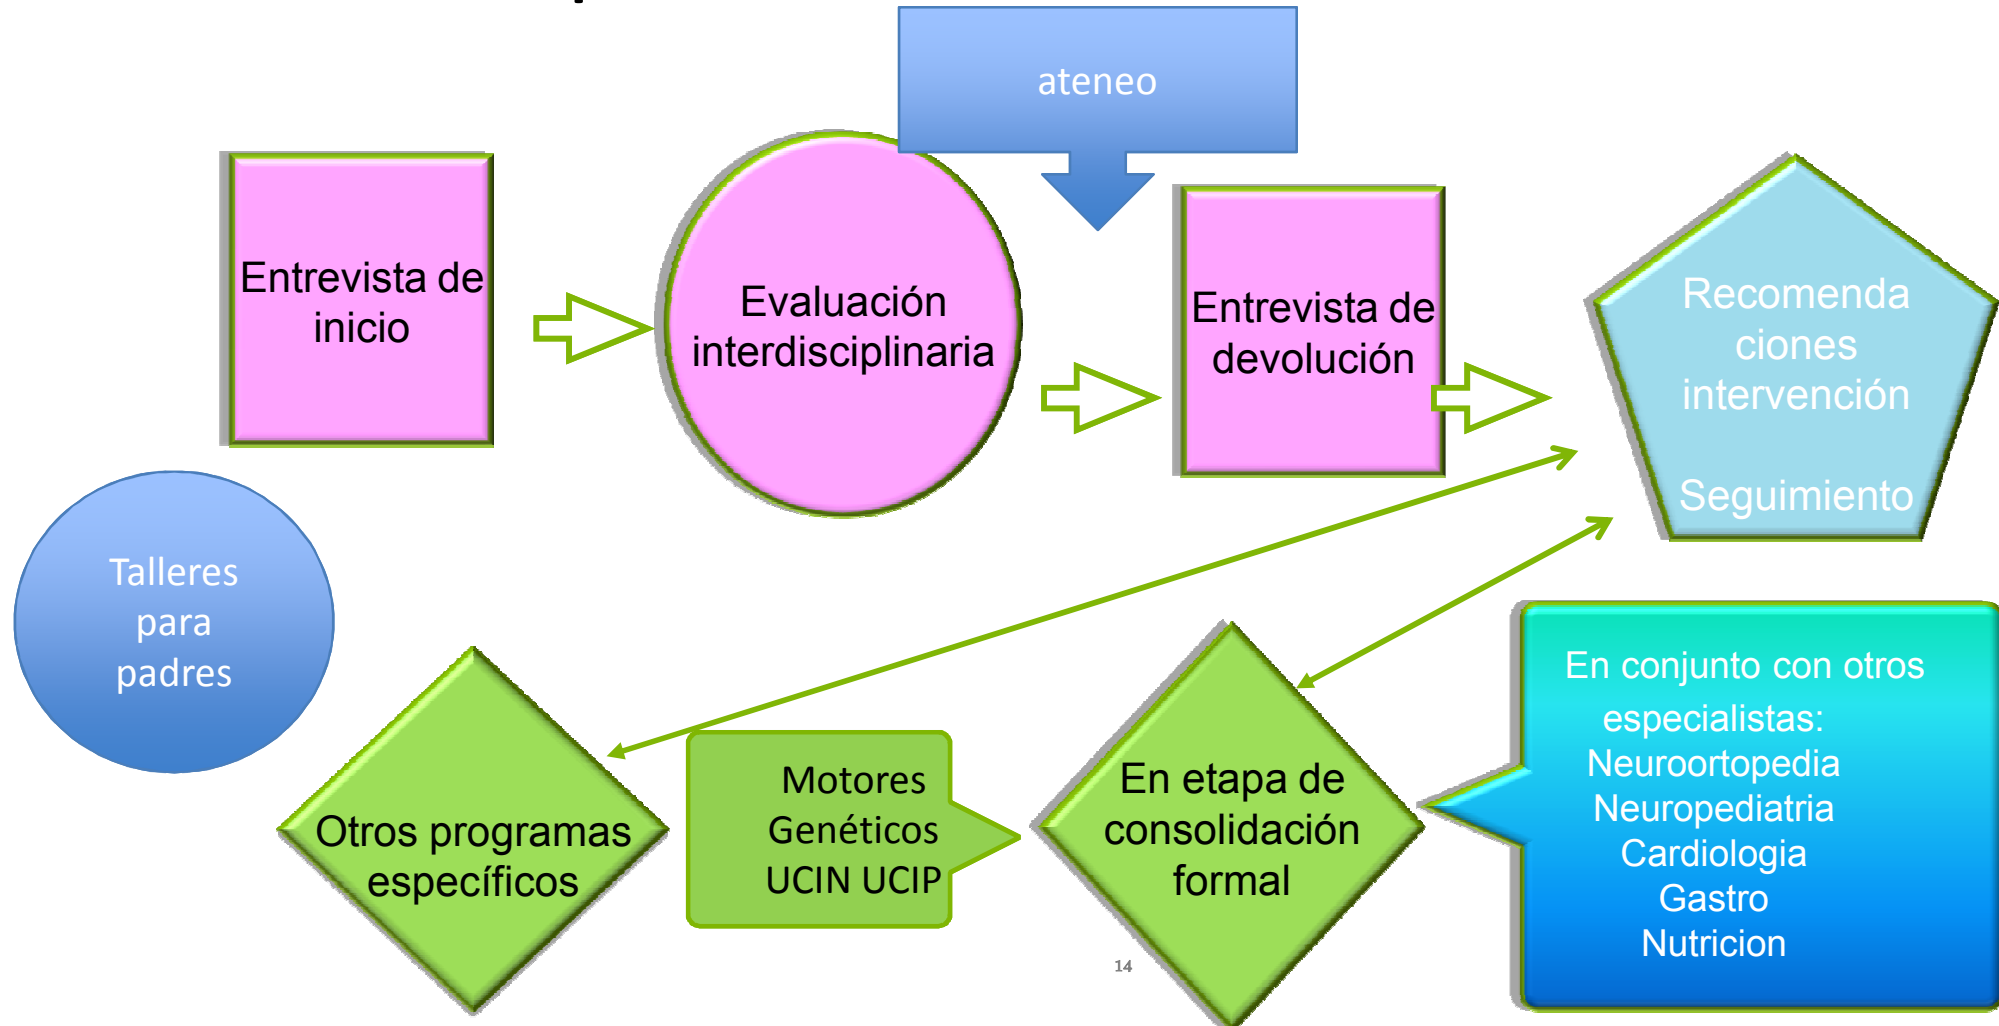 ateneo
Entrevista de
inicio
Evaluación
interdisciplinaria
Entrevista de
devolución
Recomenda
ciones
intervención
Seguimiento
Talleres
para
padres
Otros programas
específicos
Motores
Genéticos
UCIN UCIP
En etapa de
consolidación
formal
En conjunto con otros
especialistas:
Neuroortopedia
Neuropediatria
Cardiologia
Gastro
Nutricion
14